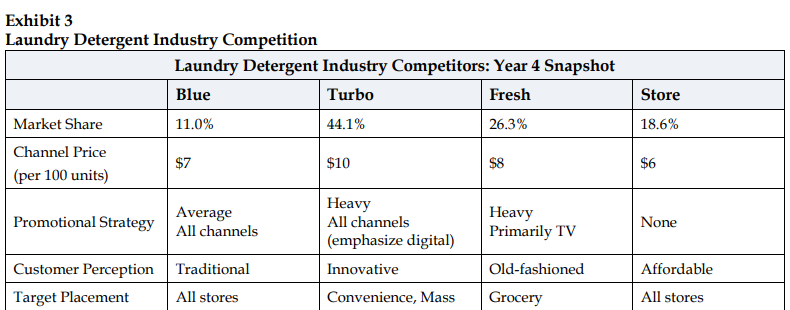 Exhibit 3
Laundry Detergent Industry Competition
Laundry Detergent Industry Competitors: Year 4 Snapshot
Blue Turbo Fresh Store
Market Share 11.0% 44.1% 26.3% 18.6%
Channel Price
(per 100 units) $7 $10 $8 $6
Promotional Strategy Average
All channels Heavy
All channels
(emphasize digital) Heavy
Primarily TV None
Customer Perception Traditional Innovative Old-fashioned Affordable
Target Placement All stores Convenience, Mass Grocery All stores